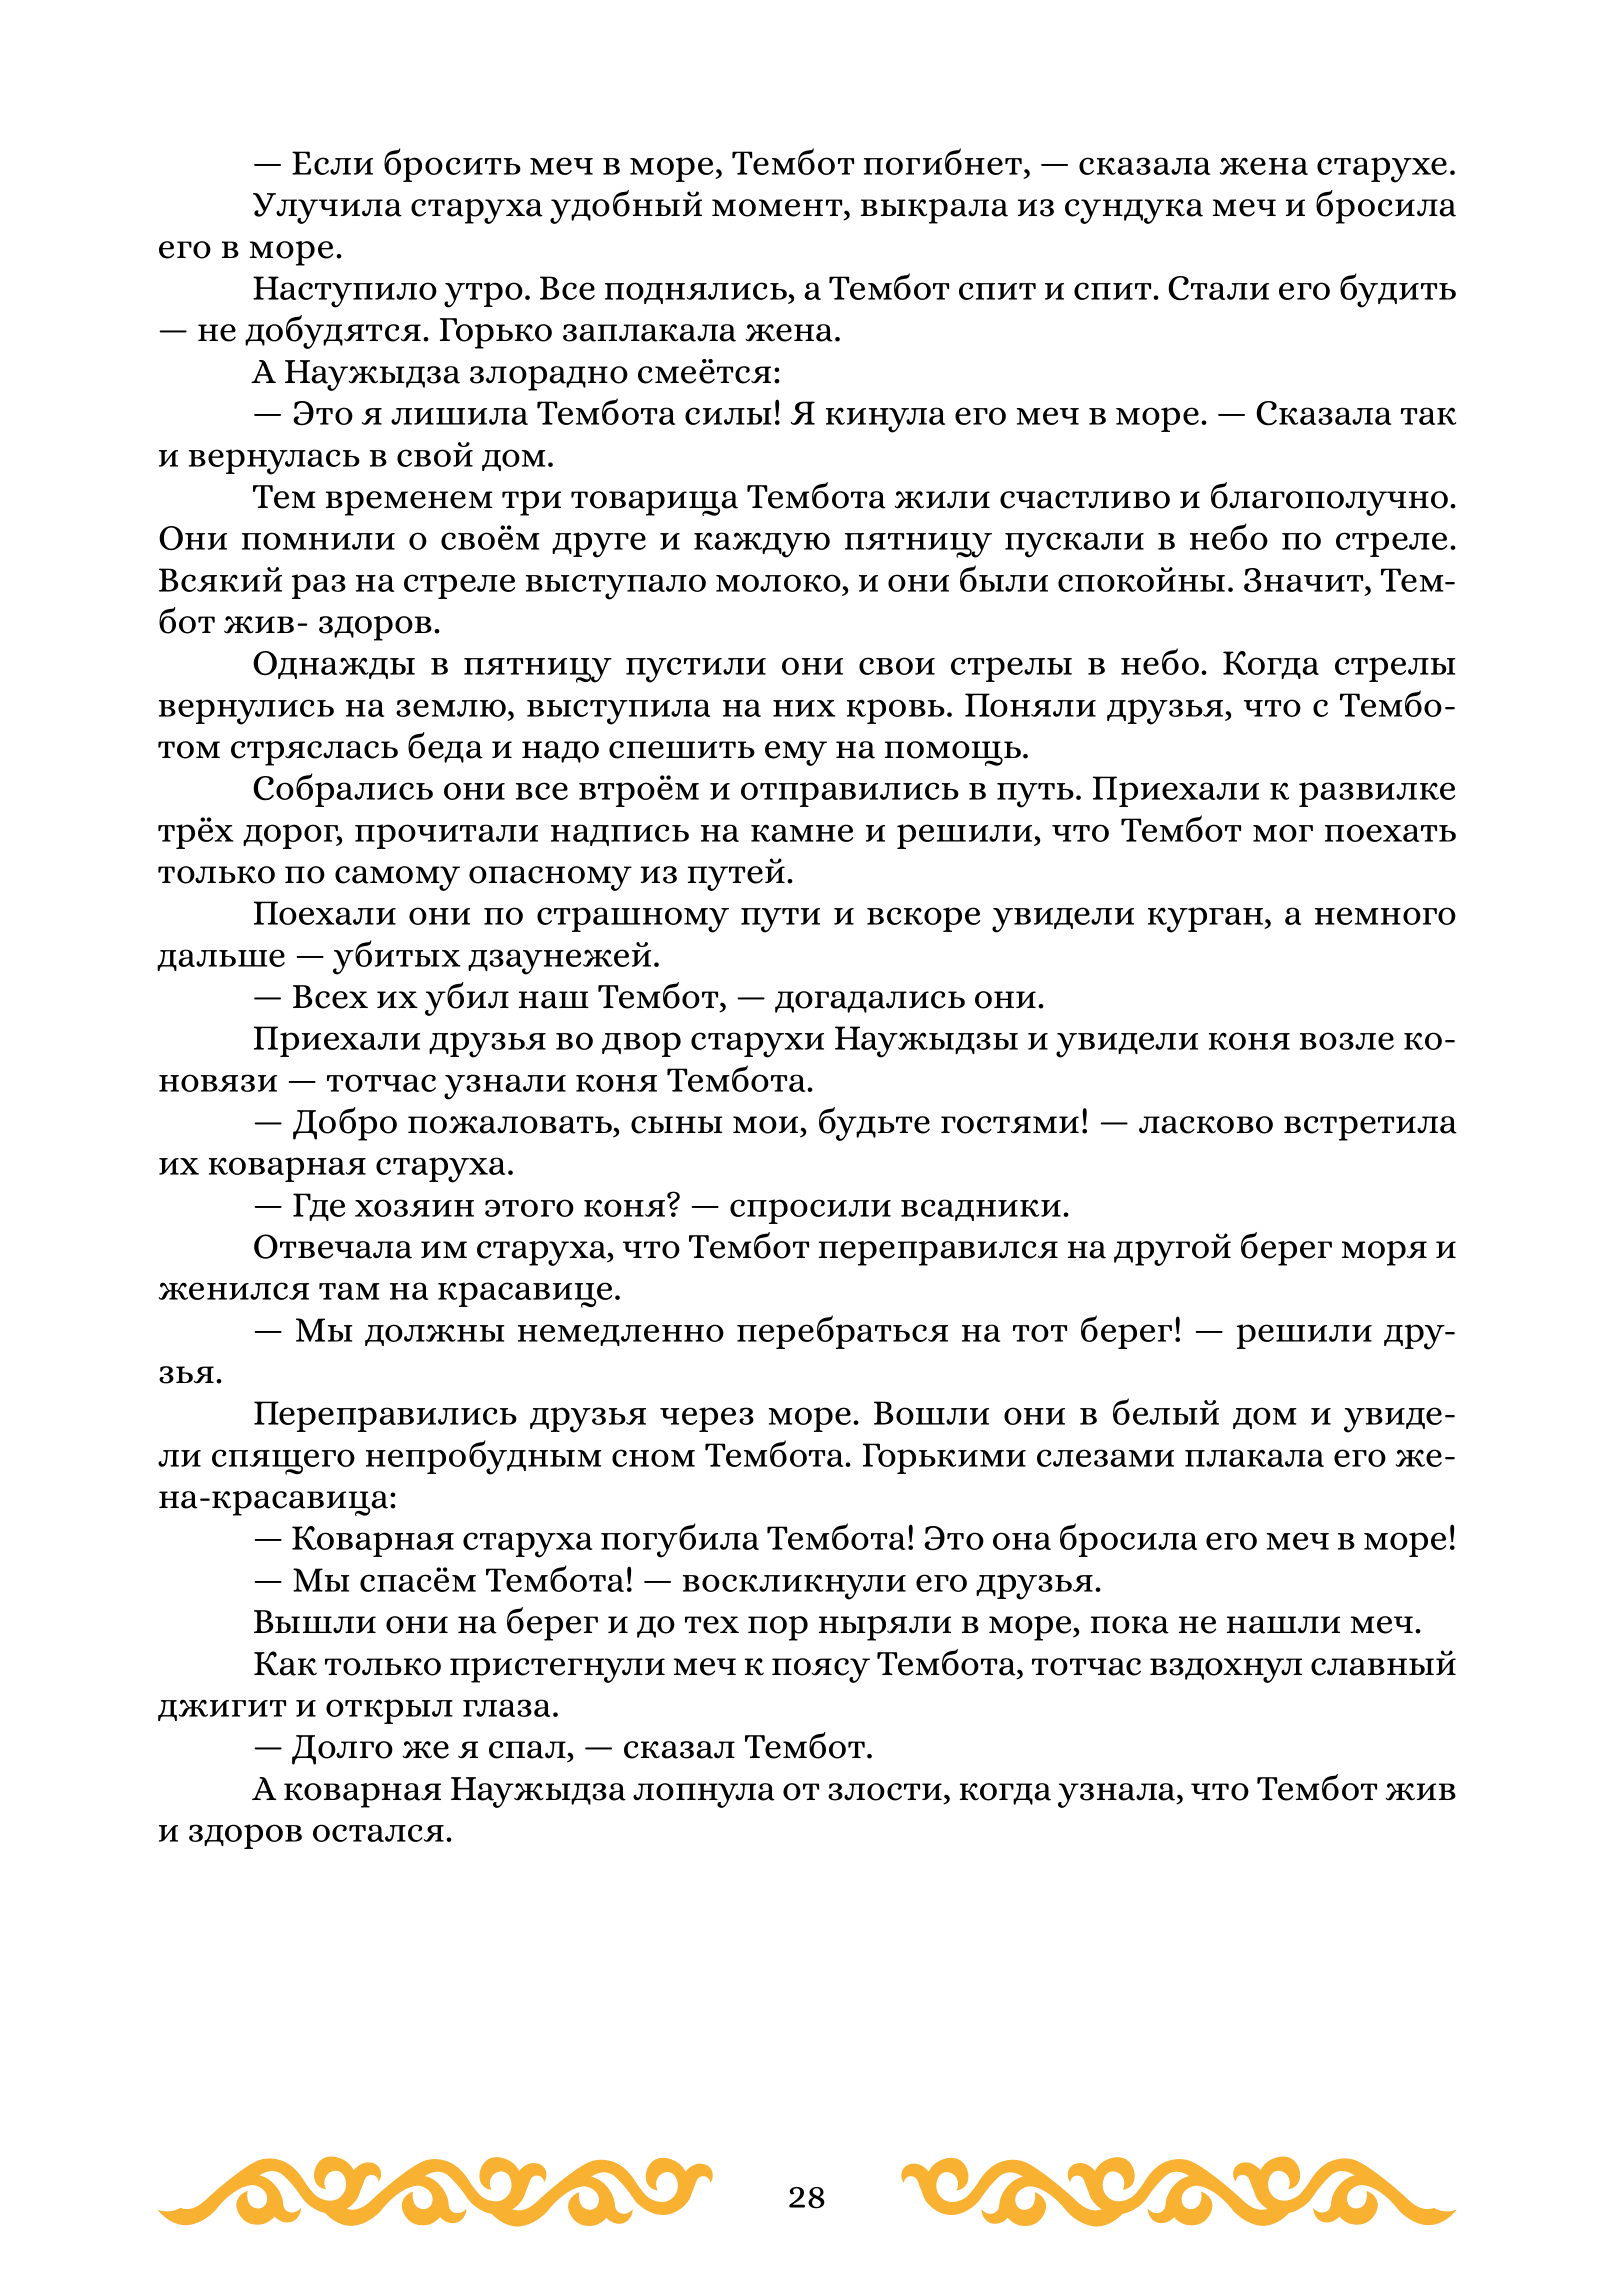 — Если бросить меч в море, Тембот погибнет, — сказала жена старухе.
Улучила старуха удобный момент, выкрала из сундука меч и бросила
его в море.
Наступило утро. Все поднялись, а Тембот спит и спит. Стали его будить
— не добудятся. Горько заплакала жена.
А Наужыдза злорадно смеётся:
— Это я лишила Тембота силы! Я кинула его меч в море. — Сказала так
и вернулась в свой дом.
Тем временем три товарища Тембота жили счастливо и благополучно.
Они помнили о своём друге и каждую пятницу пускали в небо по стреле.
Всякий раз на стреле выступало молоко, и они были спокойны. Значит, Тем-
бот жив- здоров.
Однажды в пятницу пустили они свои стрелы в небо. Когда стрелы
вернулись на землю, выступила на них кровь. Поняли друзья, что с Тембо-
том стряслась беда и надо спешить ему на помощь.
Собрались они все втроём и отправились в путь. Приехали к развилке
трёх дорог, прочитали надпись на камне и решили, что Тембот мог поехать
только по самому опасному из путей.
Поехали они по страшному пути и вскоре увидели курган, а немного
дальше — убитых дзаунежей.
— Всех их убил наш Тембот, — догадались они.
Приехали друзья во двор старухи Наужыдзы и увидели коня возле ко-
новязи — тотчас узнали коня Тембота.
— Добро пожаловать, сыны мои, будьте гостями! — ласково встретила
их коварная старуха.
— Где хозяин этого коня? — спросили всадники.
Отвечала им старуха, что Тембот переправился на другой берег моря и
женился там на красавице.
— Мы должны немедленно перебраться на тот берег! — решили дру-
зья.
Переправились друзья через море. Вошли они в белый дом и увиде-
ли спящего непробудным сном Тембота. Горькими слезами плакала его же-
на-красавица:
— Коварная старуха погубила Тембота! Это она бросила его меч в море!
— Мы спасём Тембота! — воскликнули его друзья.
Вышли они на берег и до тех пор ныряли в море, пока не нашли меч.
Как только пристегнули меч к поясу Тембота, тотчас вздохнул славный
джигит и открыл глаза.
— Долго же я спал, — сказал Тембот.
А коварная Наужыдза лопнула от злости, когда узнала, что Тембот жив
и здоров остался.
28